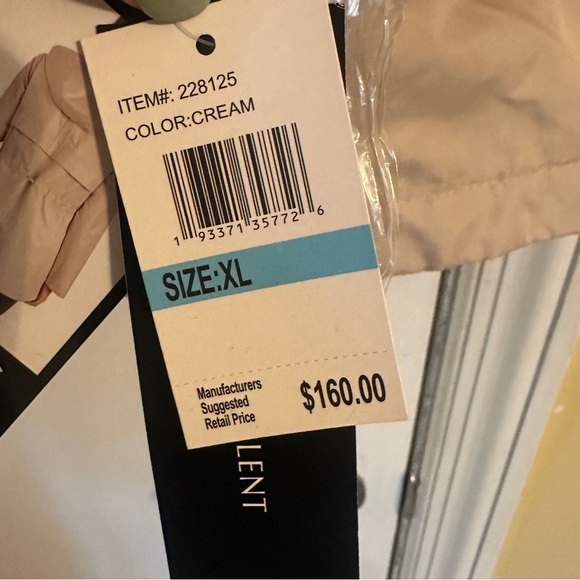 ITEM#: 228125
COLOR:CREAM
1 93371 35772 6
SIZE:XL
Manufacturers
Suggested
Retail Price
$160.00
LENT